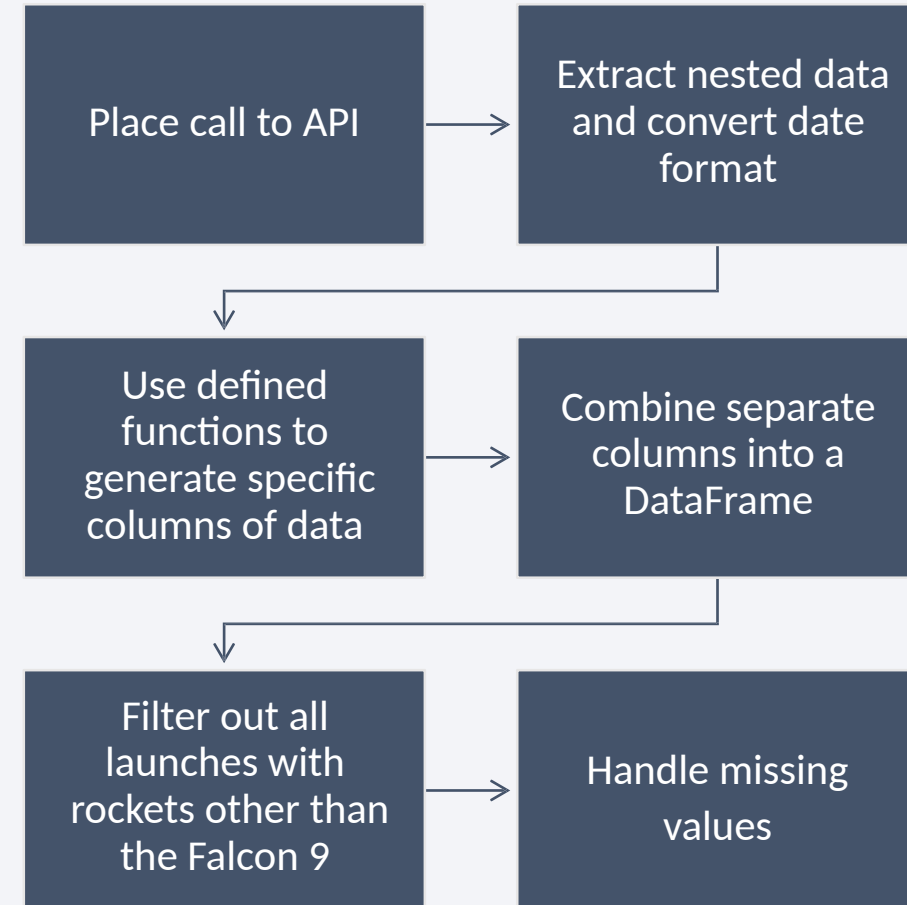 Place call to API
Extract nested data
and convert date
format
Use defined
functions to
generate specific
columns of data
Combine separate
columns into a
DataFrame
Filter out all
launches with
rockets other than
the Falcon 9
Handle missing
values